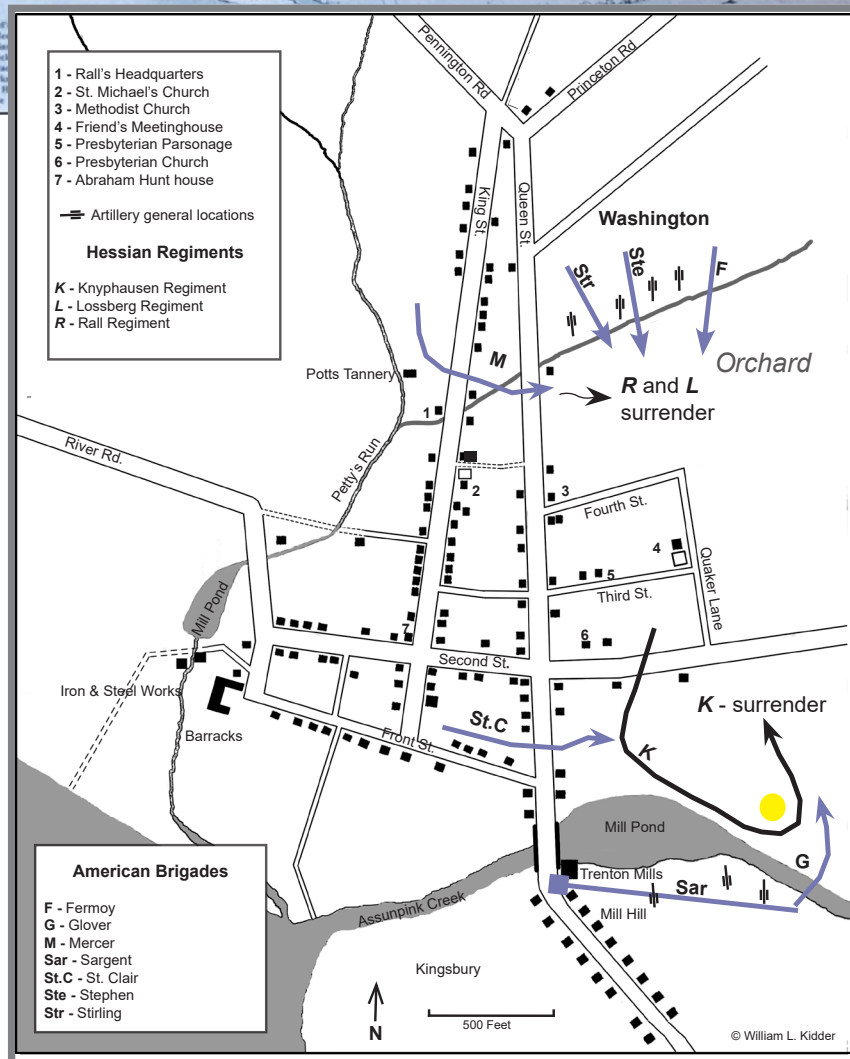 1 - Rall's Headquarters
2 - St. Michael's Church
3 - Methodist Church
4 - Friend's Meetinghouse
5 - Presbyterian Parsonage
6 - Presbyterian Church
7 - Abraham Hunt house
Artillery general locations
Hessian Regiments
K - Knyphausen Regiment
L - Lossberg Regiment
R - Rall Regiment
Pennington Rd
Princeton Rd
King St.
Queen St.
Washington
Str
Ste
F
Orchard
M
R and L
surrender
Potts Tannery
1
River Rd.
Petty's Run
2
3
Fourth St.
4
Quaker Lane
5
Third St.
Mill Pond
7
6
Second St.
Iron & Steel Works
Barracks
Front St.
St.C
K
K - surrender
Mill Pond
G
Trenton Mills
Sar
Mill Hill
Assunpink Creek
Kingsbury
N
500 Feet
American Brigades
F - Fermoy
G - Glover
M - Mercer
Sar - Sargent
St.C - St. Clair
Ste - Stephen
Str - Stirling
© William L. Kidder